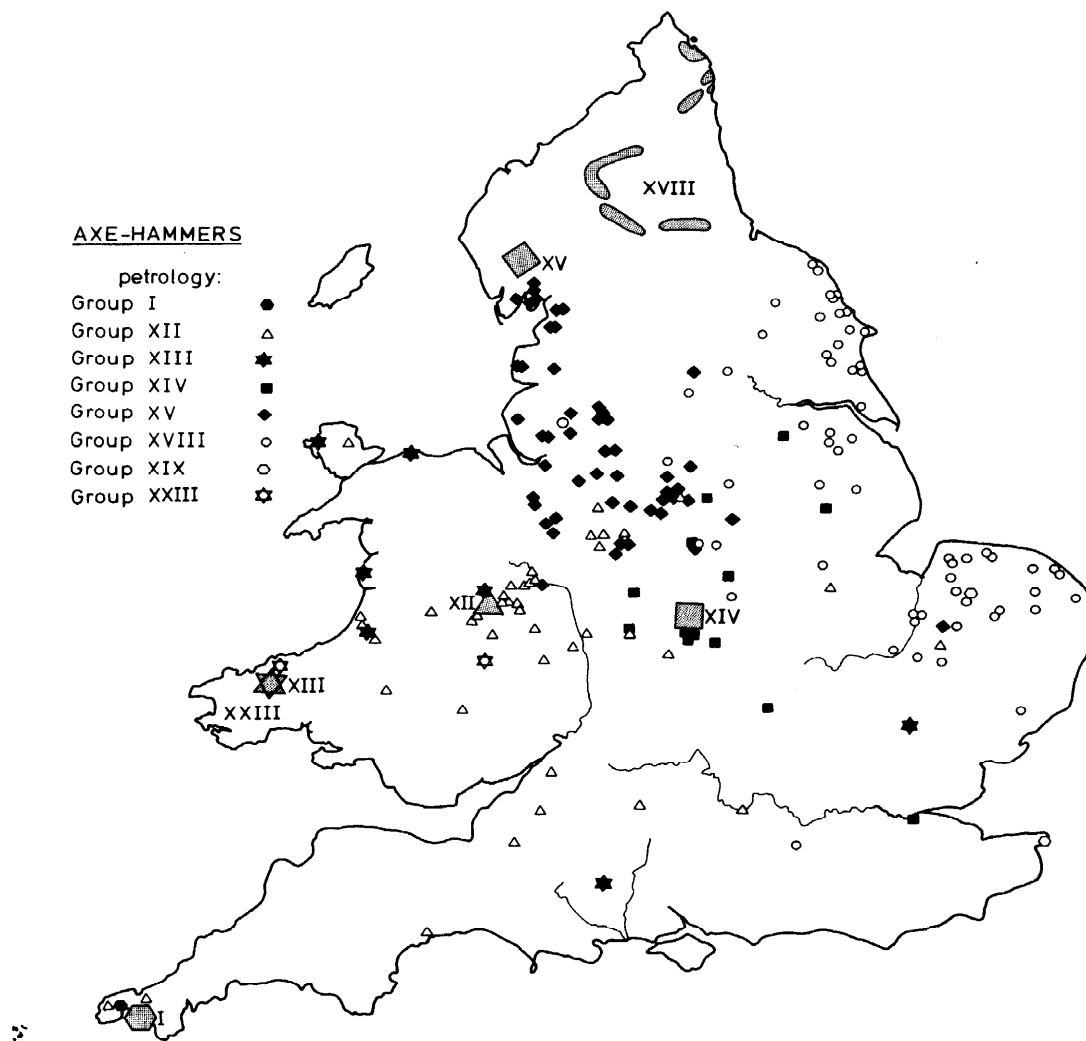 AXE-HAMMERS
petrology:
Group I
Group XII
Group XIII
Group XIV
Group XV
Group XVIII
Group XIX
Group XXIII
XVIII
XV
XII
XIV
XIII
XXIII
I